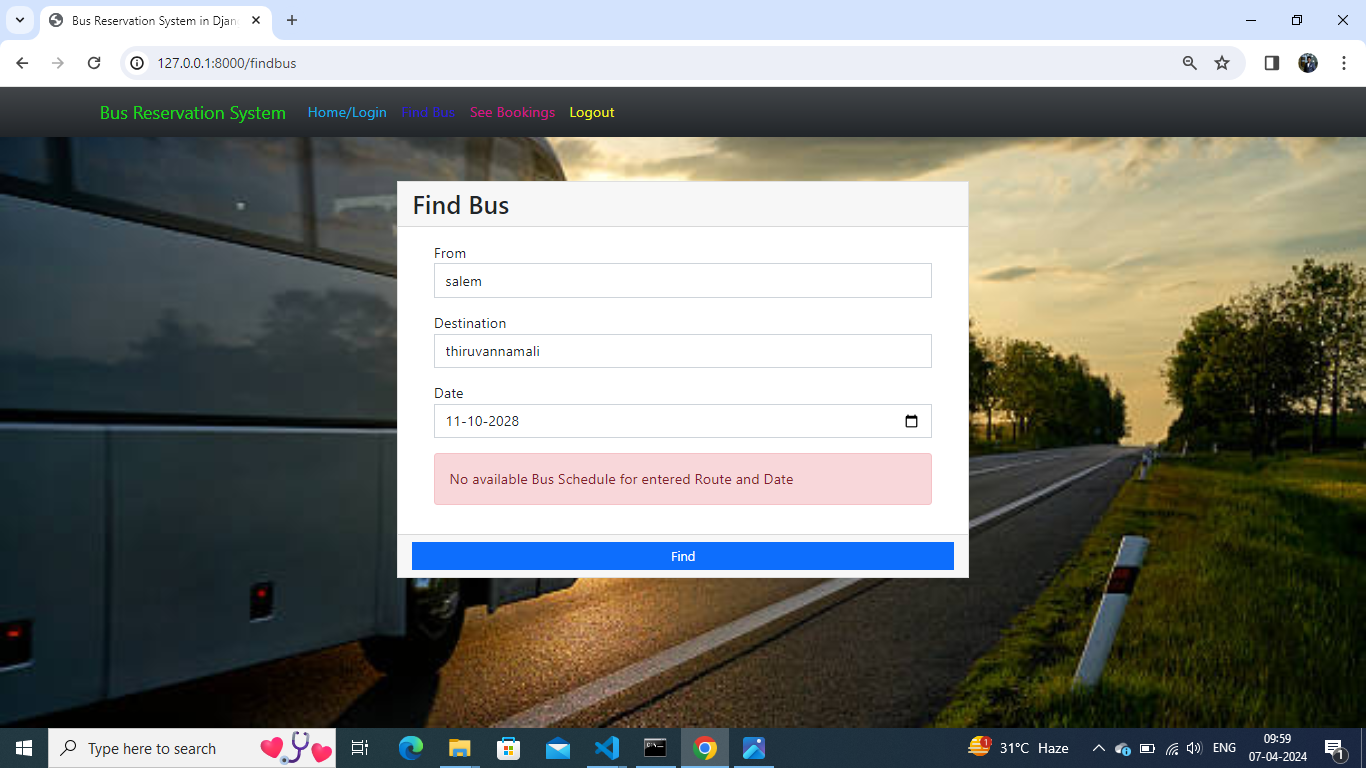 Bus Reservation System in Djan
127.0.0.1:8000/findbus
Bus Reservation System Home/Login Find Bus See Bookings Logout
Find Bus
From
salem
Destination
thiruvannamali
Date
11-10-2028
No available Bus Schedule for entered Route and Date
Find
Type here to search
1
31°C Haze
ENG
09:59
07-04-2024
1